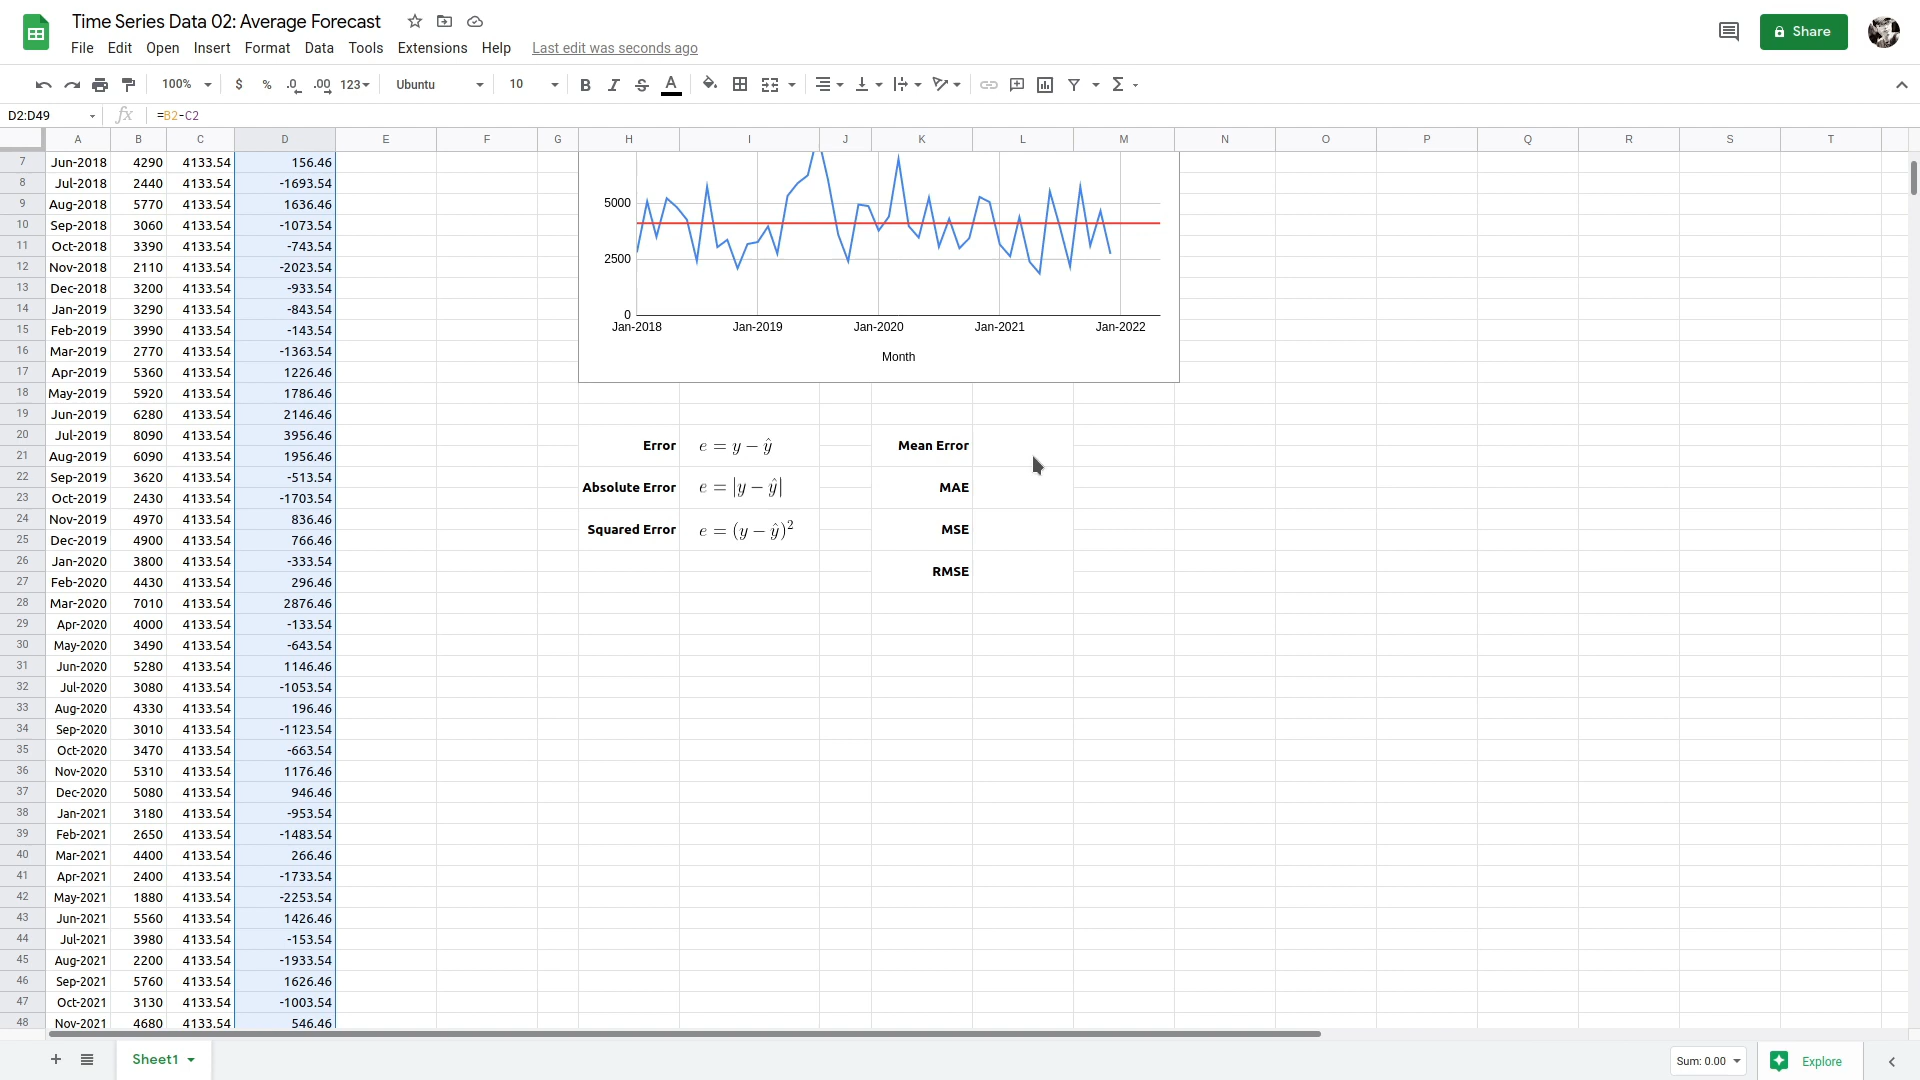 Time Series Data 02: Average Forecast
File Edit View Insert Format Data Tools Extensions Help Last edit was seconds ago
Share
100% $ % .0 .00 123 Ubuntu 10 B I S A Σ
D2:D49 fx =B2-C2
A B C D E F G H I J K L M N O P Q R S T
7 Jun-2018 4290 4133.54 156.46
8 Jul-2018 2440 4133.54 -1693.54
9 Aug-2018 5770 4133.54 1636.46
10 Sep-2018 3060 4133.54 -1073.54
11 Oct-2018 3390 4133.54 -743.54
12 Nov-2018 2110 4133.54 -2023.54
13 Dec-2018 3200 4133.54 -933.54
14 Jan-2019 3290 4133.54 -843.54
15 Feb-2019 3990 4133.54 -143.54
16 Mar-2019 2770 4133.54 -1363.54
17 Apr-2019 5360 4133.54 1226.46
18 May-2019 5920 4133.54 1786.46
19 Jun-2019 6280 4133.54 2146.46
20 Jul-2019 8090 4133.54 3956.46
21 Aug-2019 6090 4133.54 1956.46
22 Sep-2019 3620 4133.54 -513.54
23 Oct-2019 2430 4133.54 -1703.54
24 Nov-2019 4970 4133.54 836.46
25 Dec-2019 4900 4133.54 766.46
26 Jan-2020 3800 4133.54 -333.54
27 Feb-2020 4430 4133.54 296.46
28 Mar-2020 7010 4133.54 2876.46
29 Apr-2020 4000 4133.54 -133.54
30 May-2020 3490 4133.54 -643.54
31 Jun-2020 5280 4133.54 1146.46
32 Jul-2020 3080 4133.54 -1053.54
33 Aug-2020 4330 4133.54 196.46
34 Sep-2020 3010 4133.54 -1123.54
35 Oct-2020 3470 4133.54 -663.54
36 Nov-2020 5310 4133.54 1176.46
37 Dec-2020 5080 4133.54 946.46
38 Jan-2021 3180 4133.54 -953.54
39 Feb-2021 2650 4133.54 -1483.54
40 Mar-2021 4400 4133.54 266.46
41 Apr-2021 2400 4133.54 -1733.54
42 May-2021 1880 4133.54 -2253.54
43 Jun-2021 5560 4133.54 1426.46
44 Jul-2021 3980 4133.54 -153.54
45 Aug-2021 2200 4133.54 -1933.54
46 Sep-2021 5760 4133.54 1626.46
47 Oct-2021 3130 4133.54 -1003.54
48 Nov-2021 4680 4133.54 546.46
5000
2500
0
Jan-2018 Jan-2019 Jan-2020 Jan-2021 Jan-2022
Month
Error e = y − ŷ Mean Error
Absolute Error e = |y − ŷ| MAE
Squared Error e = (y − ŷ)² MSE
RMSE
Sheet1
Sum: 0.00
Explore